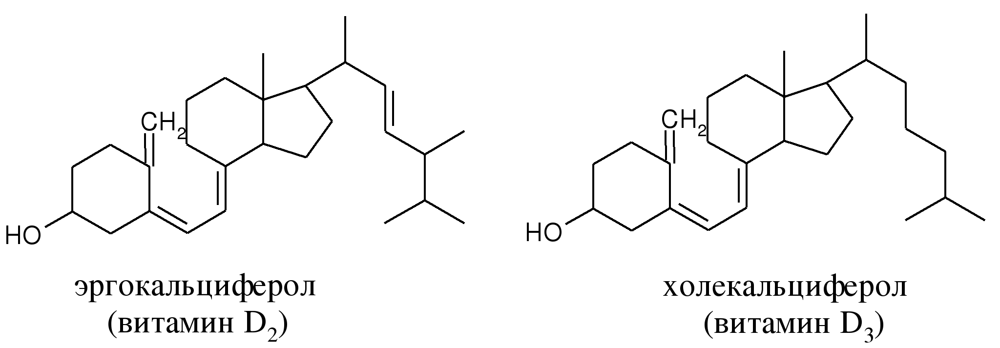 CH₂
HO
эргокальциферол
(витамин D₂)
CH₂
HO
холекальциферол
(витамин D₃)